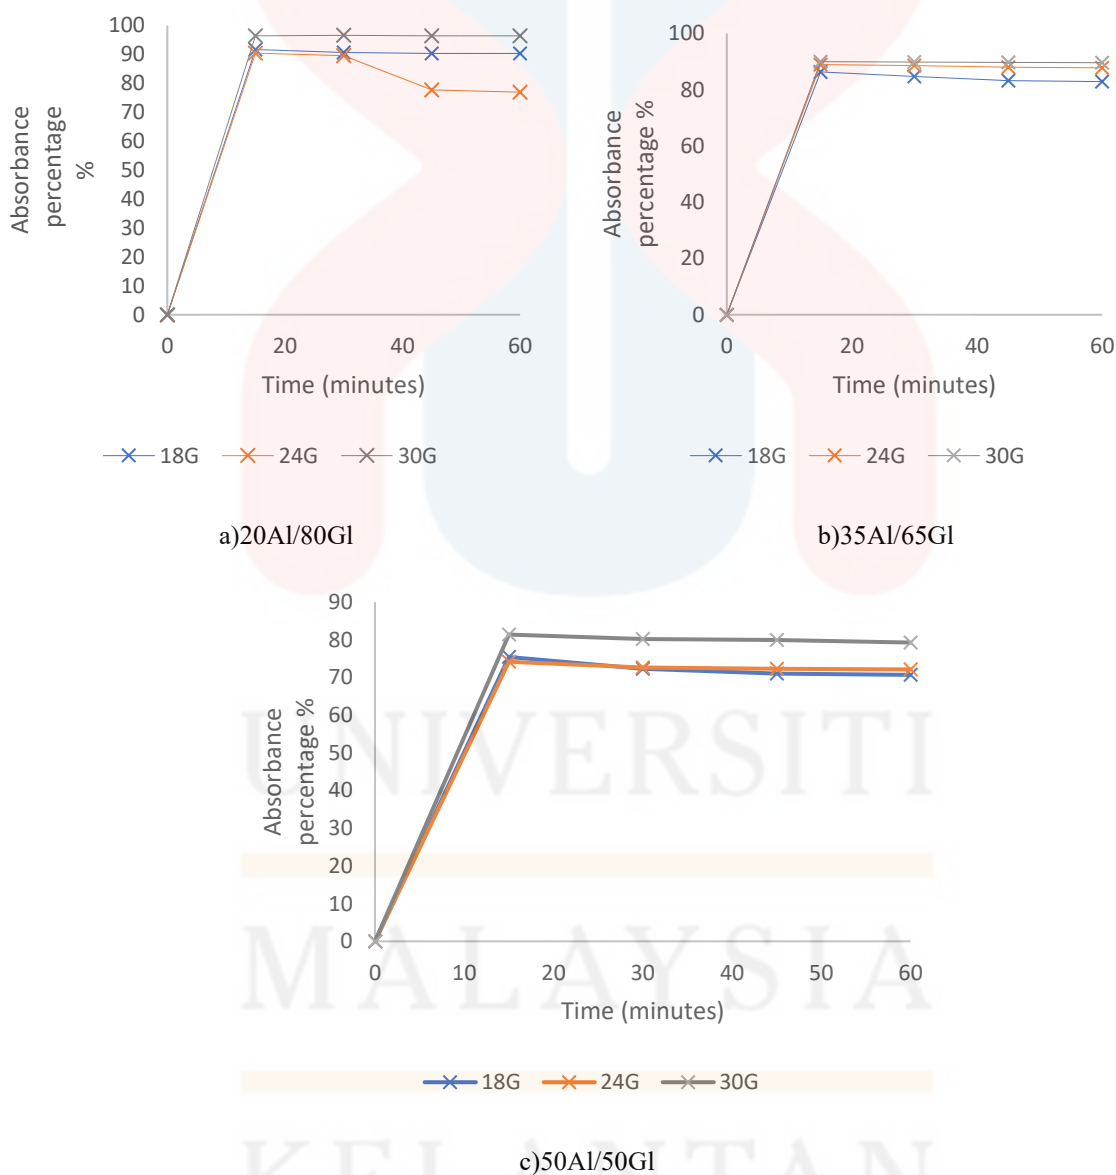 100
90
80
70
60
50
40
30
20
10
0
Absorbance
percentage
%
0 20 40 60
Time (minutes)
18G 24G 30G
a)20Al/80Gl
100
80
60
40
20
0
Absorbance
percentage %
0 20 40 60
Time (minutes)
18G 24G 30G
b)35Al/65Gl
90
80
70
60
50
40
30
20
10
0
Absorbance
percentage %
0 10 20 30 40 50 60
Time (minutes)
18G 24G 30G
c)50Al/50Gl
UNIVERSITI
MALAYSIA
KELANTAN